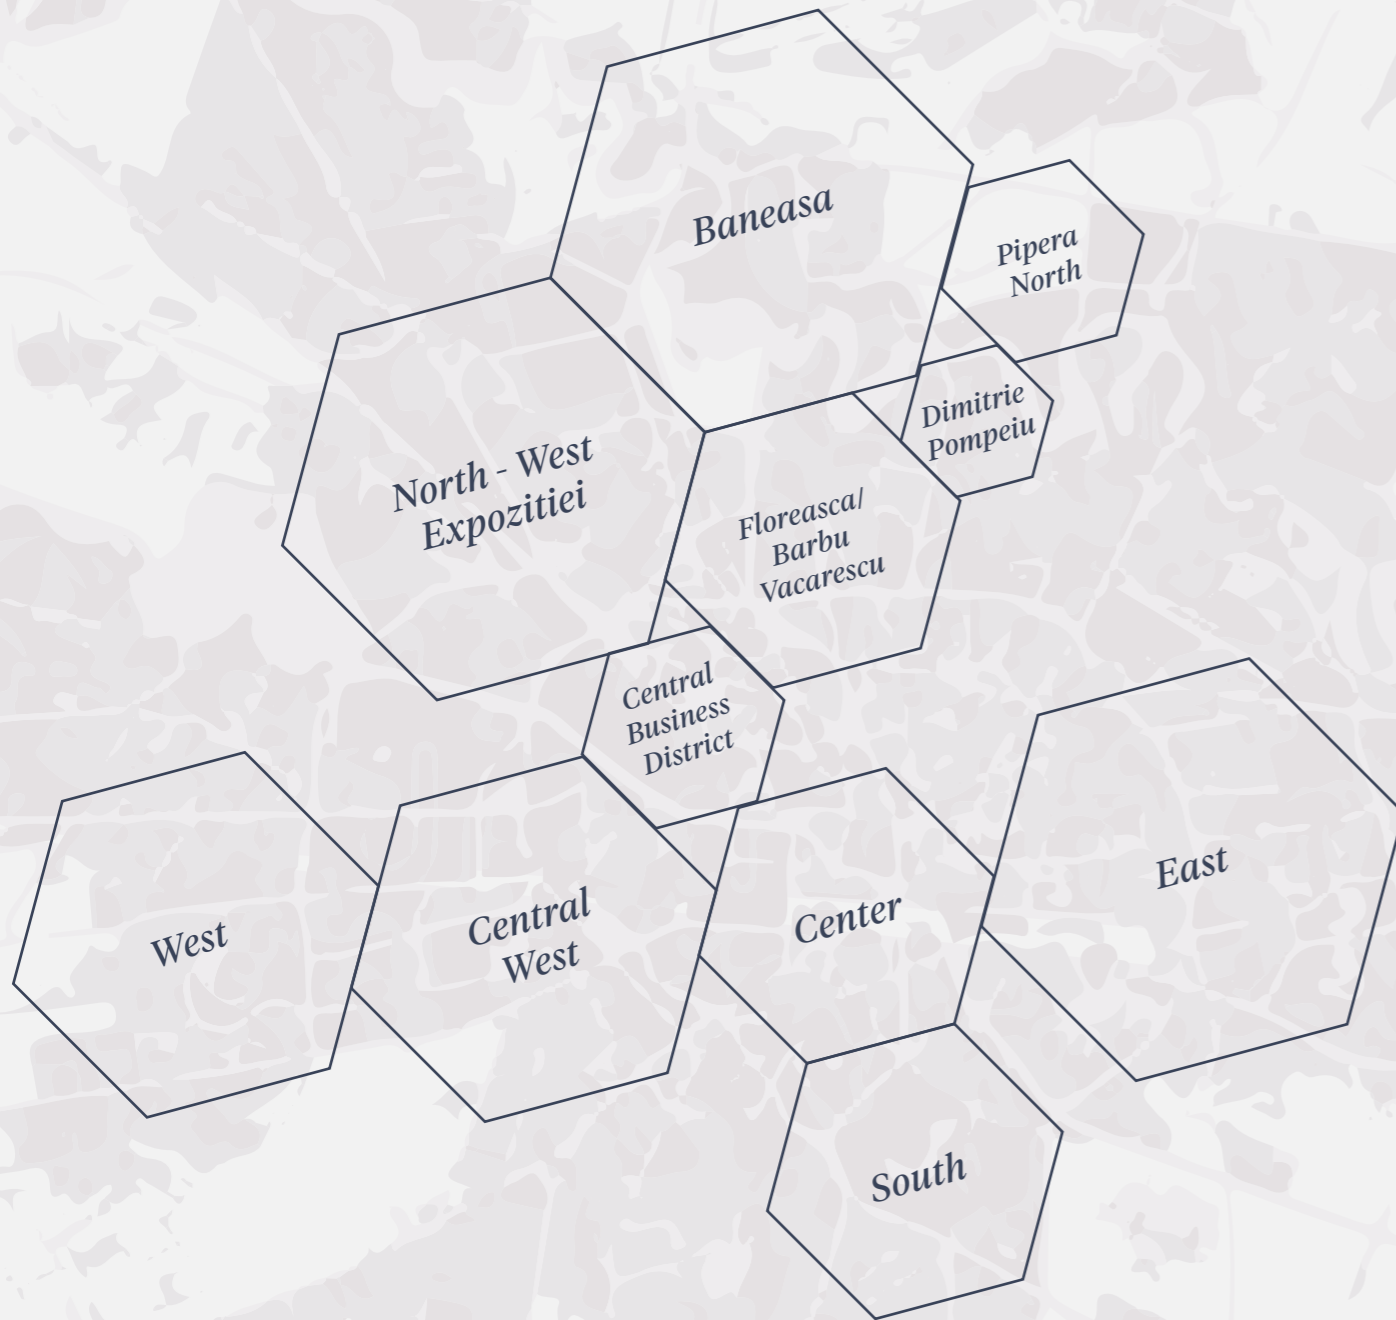 Baneasa
Pipera
North
Dimitrie
Pompeiu
North - West
Expozitiei
Floreasca/
Barbu
Vacarescu
Central
Business
District
East
West
Central
West
Center
South